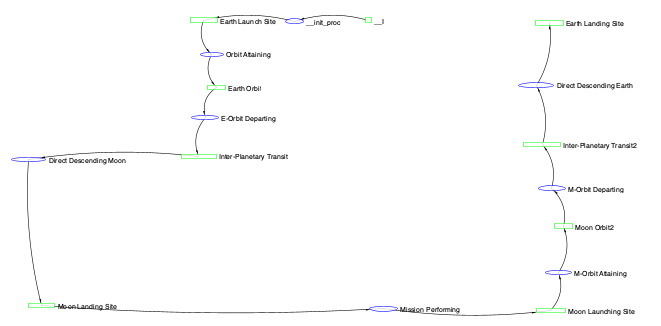 Earth Launch Site
__init_proc
__I
Earth Landing Site
Orbit Attaining
Earth Orbit
Direct Descending Earth
E-Orbit Departing
Inter-Planetary Transit2
Inter-Planetary Transit
Direct Descending Moon
M-Orbit Departing
Moon Orbit2
M-Orbit Attaining
Moon Landing Site
Mission Performing
Moon Launching Site